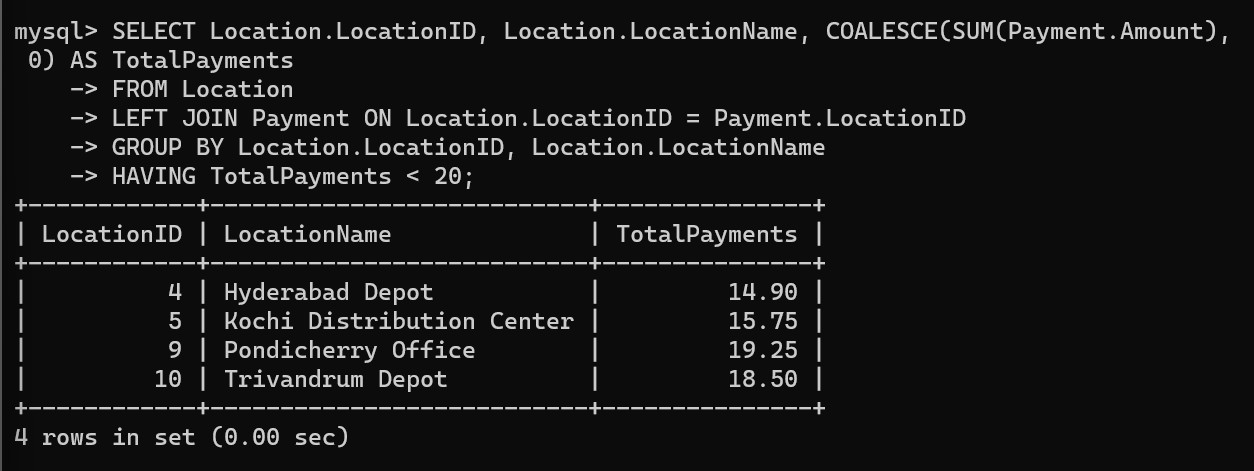 mysql> SELECT Location.LocationID, Location.LocationName, COALESCE(SUM(Payment.Amount),
 0) AS TotalPayments
    -> FROM Location
    -> LEFT JOIN Payment ON Location.LocationID = Payment.LocationID
    -> GROUP BY Location.LocationID, Location.LocationName
    -> HAVING TotalPayments < 20;
+------------+---------------------------+---------------+
| LocationID | LocationName              | TotalPayments |
+------------+---------------------------+---------------+
|          4 | Hyderabad Depot           |         14.90 |
|          5 | Kochi Distribution Center |         15.75 |
|          9 | Pondicherry Office        |         19.25 |
|         10 | Trivandrum Depot          |         18.50 |
+------------+---------------------------+---------------+
4 rows in set (0.00 sec)